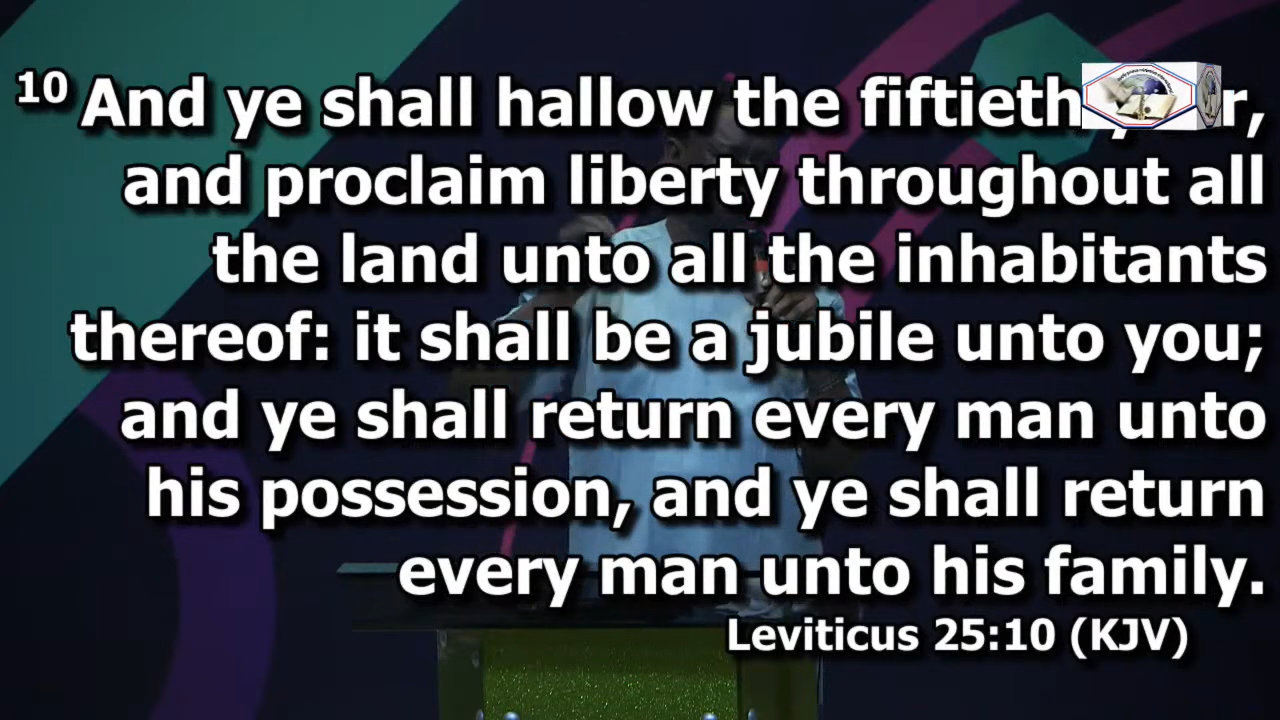 10 And ye shall hallow the fiftieth r,
and proclaim liberty throughout all
the land unto all the inhabitants
thereof: it shall be a jubile unto you;
and ye shall return every man unto
his possession, and ye shall return
every man unto his family.
Leviticus 25:10 (KJV)